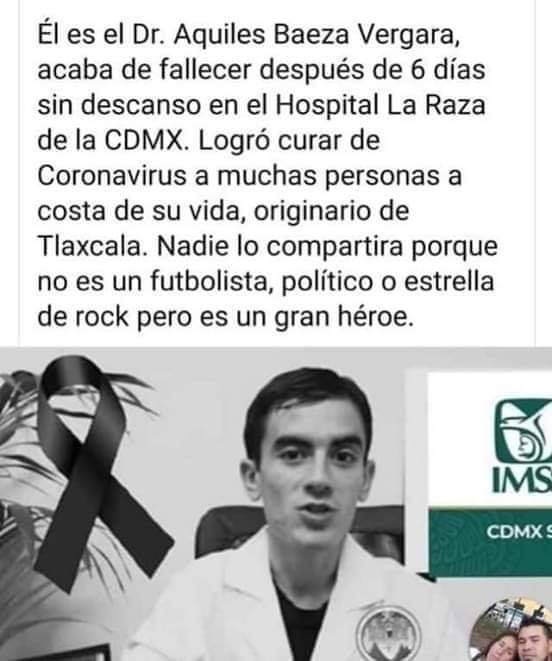 Él es el Dr. Aquiles Baeza Vergara,
acaba de fallecer después de 6 días
sin descanso en el Hospital La Raza
de la CDMX. Logró curar de
Coronavirus a muchas personas a
costa de su vida, originario de
Tlaxcala. Nadie lo compartira porque
no es un futbolista, político o estrella
de rock pero es un gran héroe.
IMS
CDMX S